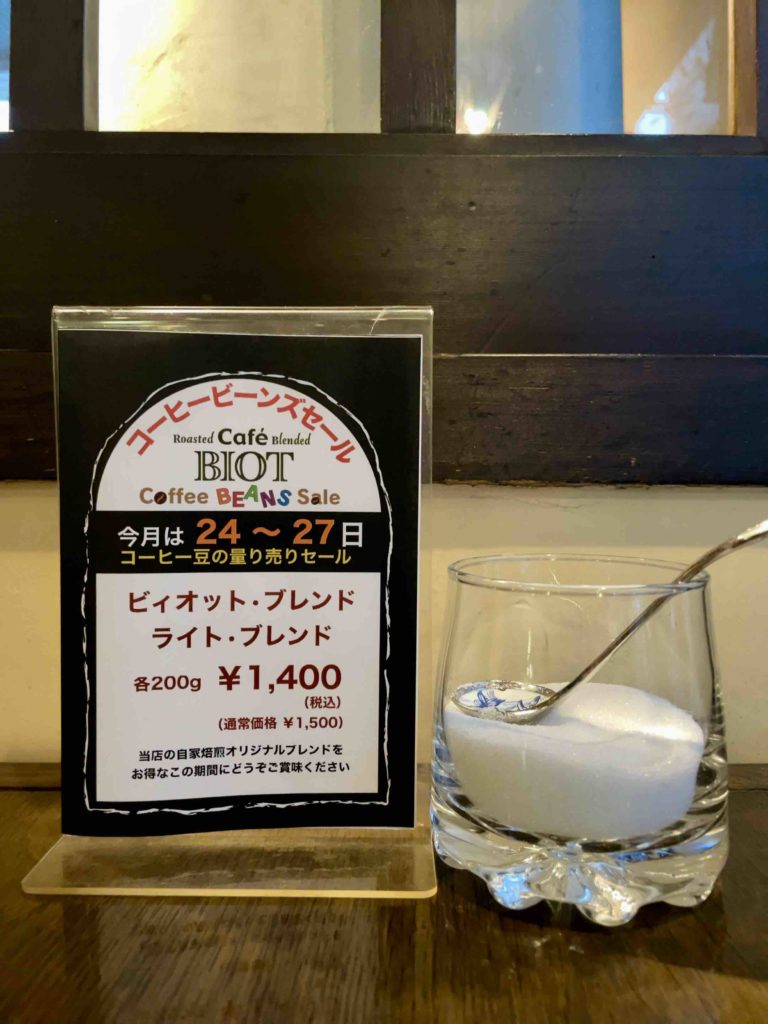 コーヒービーンズセール
Roasted Café Blended
BIOT
Coffee BEANS Sale
今月は 24 ～ 27日
コーヒー豆の量り売りセール
ビィオット・ブレンド
ライト・ブレンド
各200g ￥1,400
(税込)
(通常価格 ￥1,500)
当店の自家焙煎オリジナルブレンドを
お得なこの期間にどうぞご賞味ください